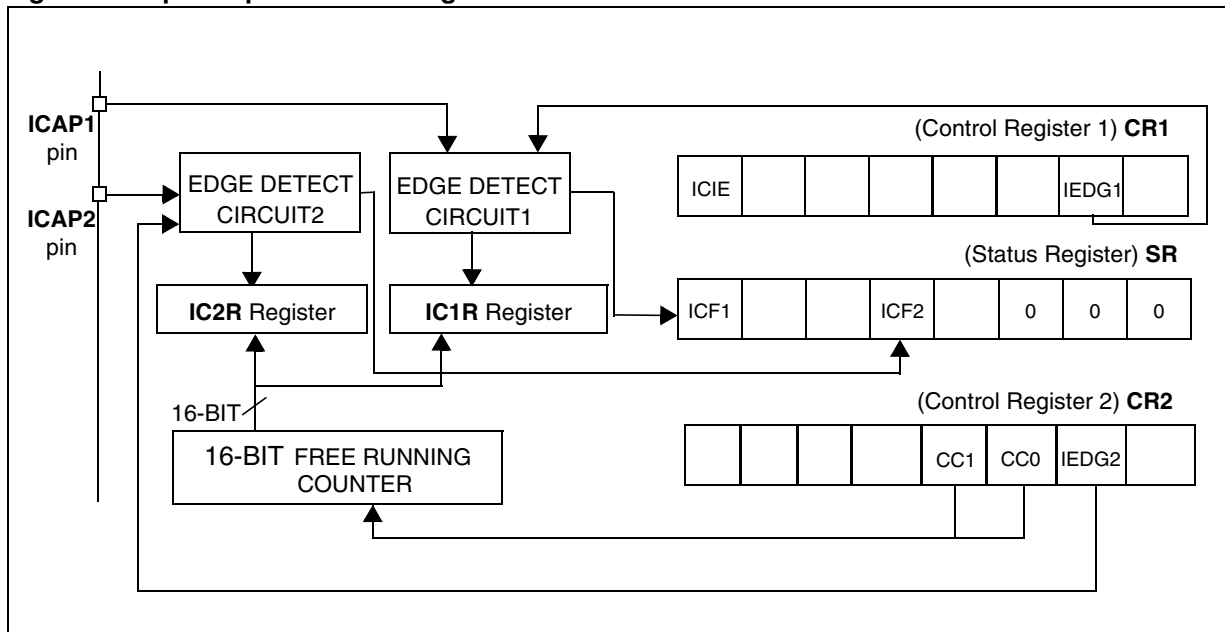 ICAP1
pin
ICAP2
pin
EDGE DETECT
CIRCUIT2
EDGE DETECT
CIRCUIT1
IC2R Register
IC1R Register
16-BIT
16-BIT FREE RUNNING
COUNTER
(Control Register 1) CR1
ICIE IEDG1
(Status Register) SR
ICF1 ICF2 0 0 0
(Control Register 2) CR2
CC1 CC0 IEDG2